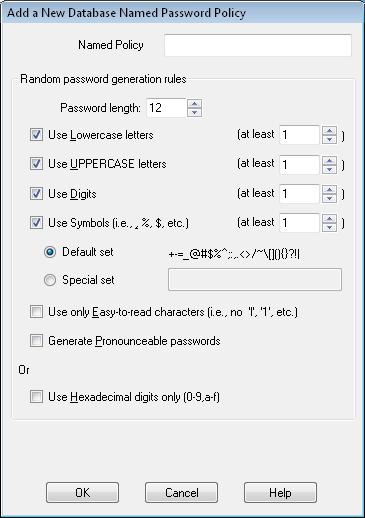 Add a New Database Named Password Policy
Named Policy
Random password generation rules
Password length: 12
Use Lowercase letters (at least 1 )
Use UPPERCASE letters (at least 1 )
Use Digits (at least 1 )
Use Symbols (i.e., ., %, $, etc.) (at least 1 )
Default set +-=_@#$%^;:,.<>/~\[](){}?!|
Special set
Use only Easy-to-read characters (i.e., no 'l', '1', etc.)
Generate Pronounceable passwords
Or
Use Hexadecimal digits only (0-9,a-f)
OK Cancel Help